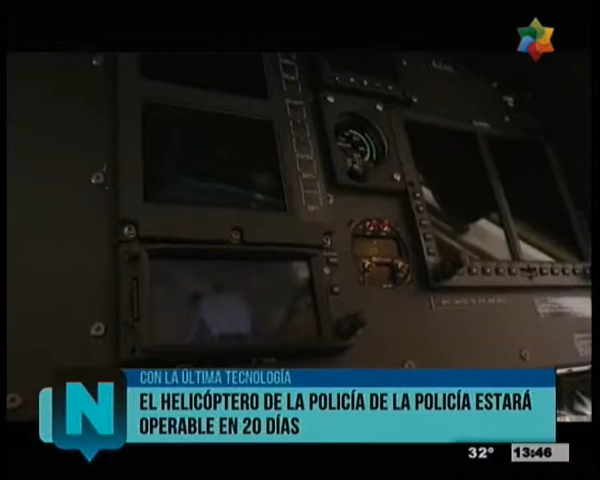 CON LA ÚLTIMA TECNOLOGÍA
N
EL HELICÓPTERO DE LA POLICÍA DE LA POLICÍA ESTARÁ
OPERABLE EN 20 DÍAS
32° 13:46